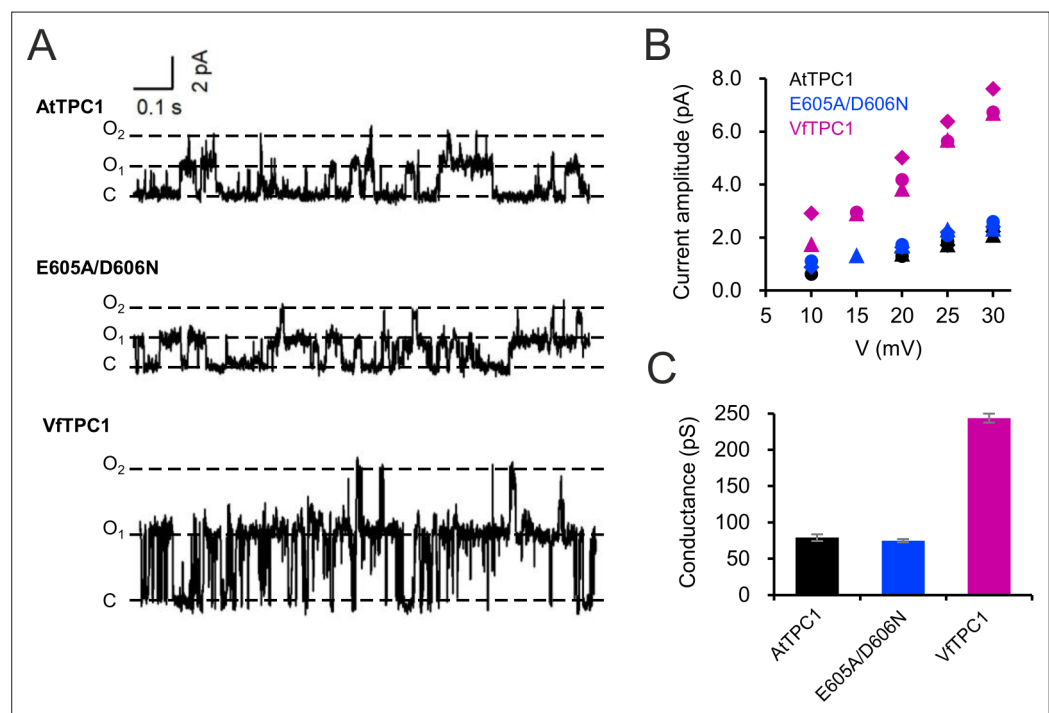 A
2 pA
0.1 s
AtTPC1
O2
O1
C
E605A/D606N
O2
O1
C
VfTPC1
O2
O1
C
B
Current amplitude (pA)
8.0
6.0
4.0
2.0
0.0
AtTPC1
E605A/D606N
VfTPC1
5 10 15 20 25 30
V (mV)
C
Conductance (pS)
250
200
150
100
50
0
AtTPC1
E605A/D606N
VfTPC1